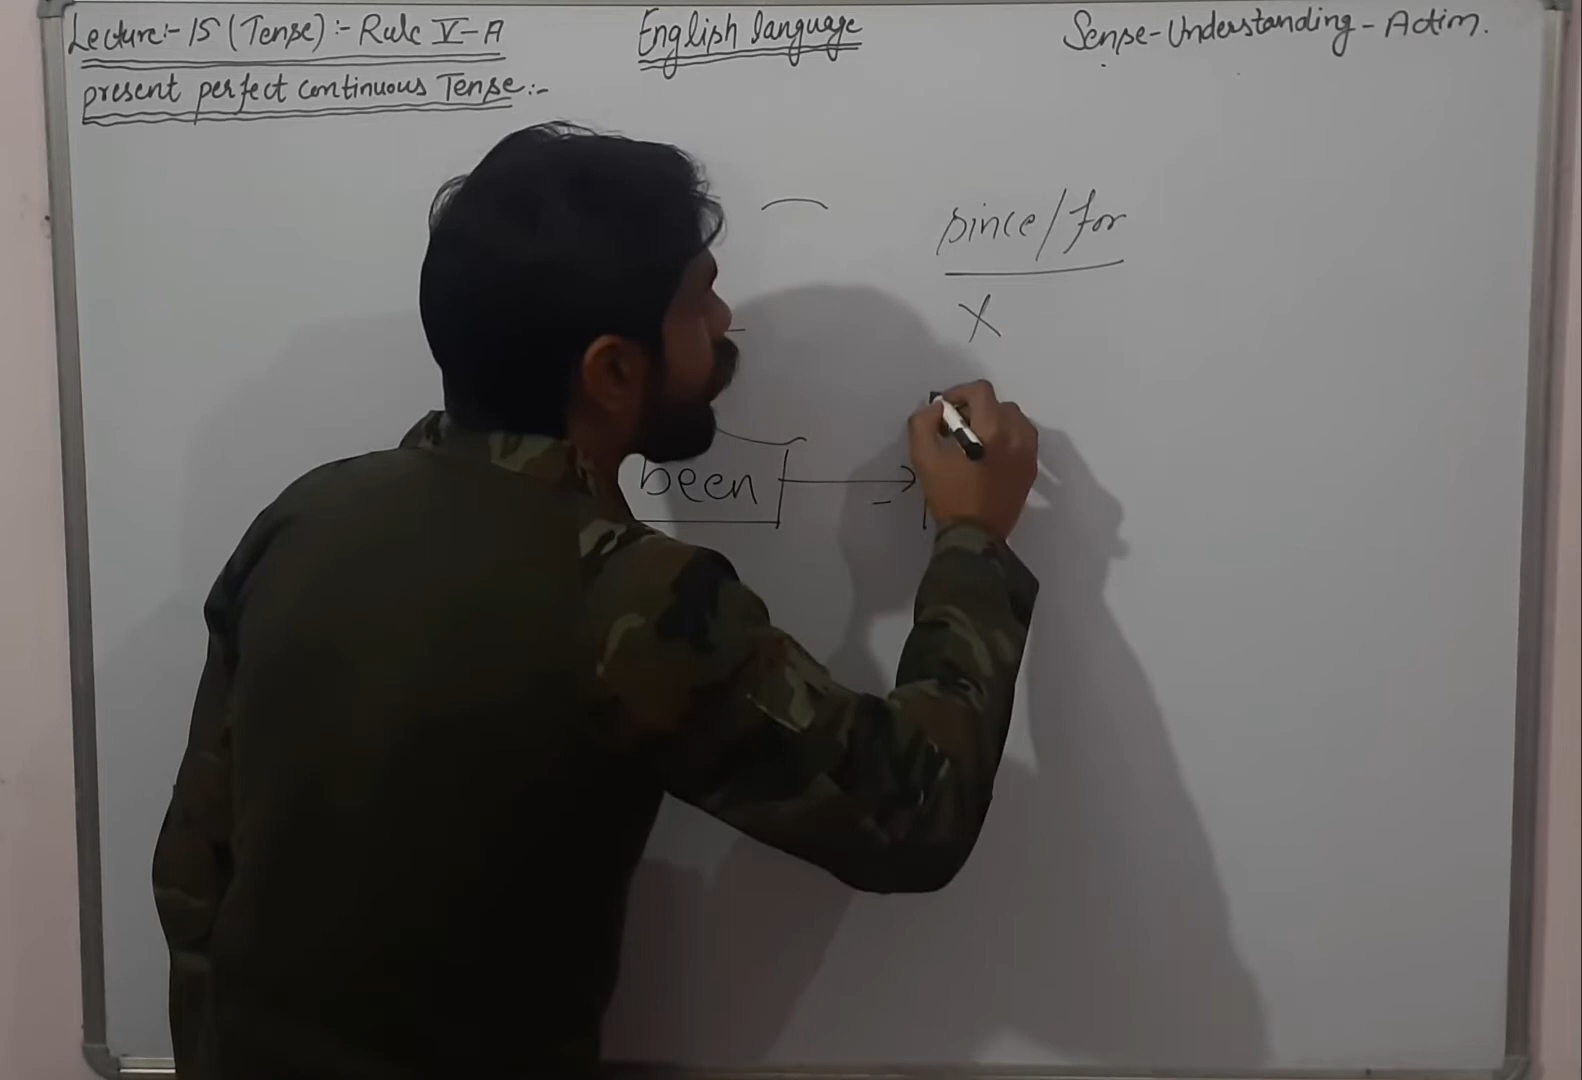 Lecture:- 15 (Tense):- Rule V-A
English language
Sense-Understanding-Action.
present perfect continuous Tense:-
since/for
X
been